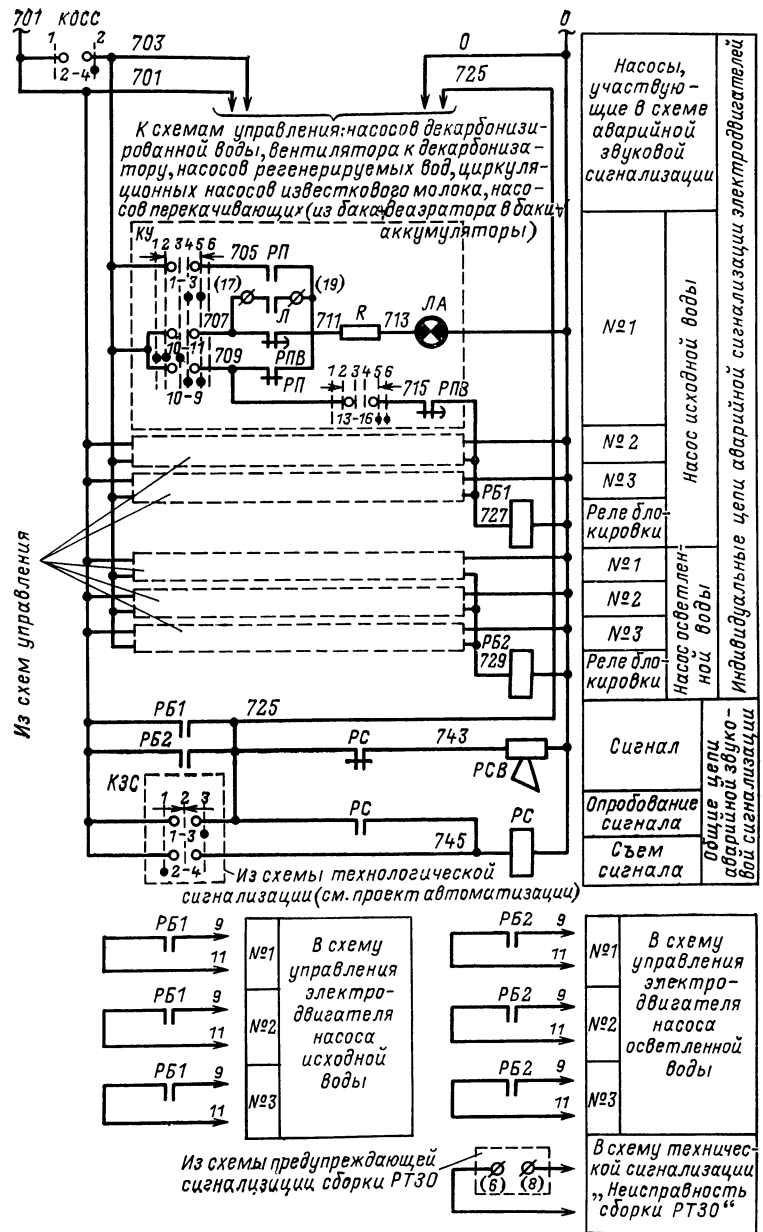 701 КОСС 0
1 2
2-4
703
701
0
725
Насосы,
участвую-
щие в схеме
аварийной
звуковой
сигнализации
Индивидуальные цепи аварийной сигнализации электродвигателей
К схемам управления: насосов декарбонизи-
рованной воды, вентилятора к декарбониза-
тору, насосов регенерируемых вод, циркуля-
ционных насосов известкового молока, насо-
сов перекачивающих (из бака деаэратора в баки
аккумуляторы)
КУ
1 2 3 4 5 6
705 РП
1-3 (17) (19)
707 Л 711 R 713 ЛА
10-11 РПВ
709 РП
10-9
1 2 3 4 5 6
715 РПВ
13-16
№1
№2
№3
Насос исходной воды
РБ1
727
Реле бло-
кировки
Из схем управления
№1
№2
№3
Насос осветлен-
ной воды
РБ2
729
Реле бло-
кировки
РБ1 725
РБ2 РС 743
РСВ
Сигнал
КЗС
1 2 3
1-3
РС
745 РС
2-4
Опробование
сигнала
Съем
сигнала
Общие цепи
аварийной звуко-
вой сигнализации
Из схемы технологической
сигнализации (см. проект автоматизации)
РБ1 9
11
№1
РБ1 9
11
№2
РБ1 9
11
№3
В схему
управления
электро-
двигателя
насоса
исходной
воды
РБ2 9
11
№1
РБ2 9
11
№2
РБ2 9
11
№3
В схему
управления
электро-
двигателя
насоса
осветленной
воды
Из схемы предупреждающей
сигнализиции сборки РТ30
(6) (8)
В схему техничес-
кой сигнализации
„Неисправность
сборки РТ30“